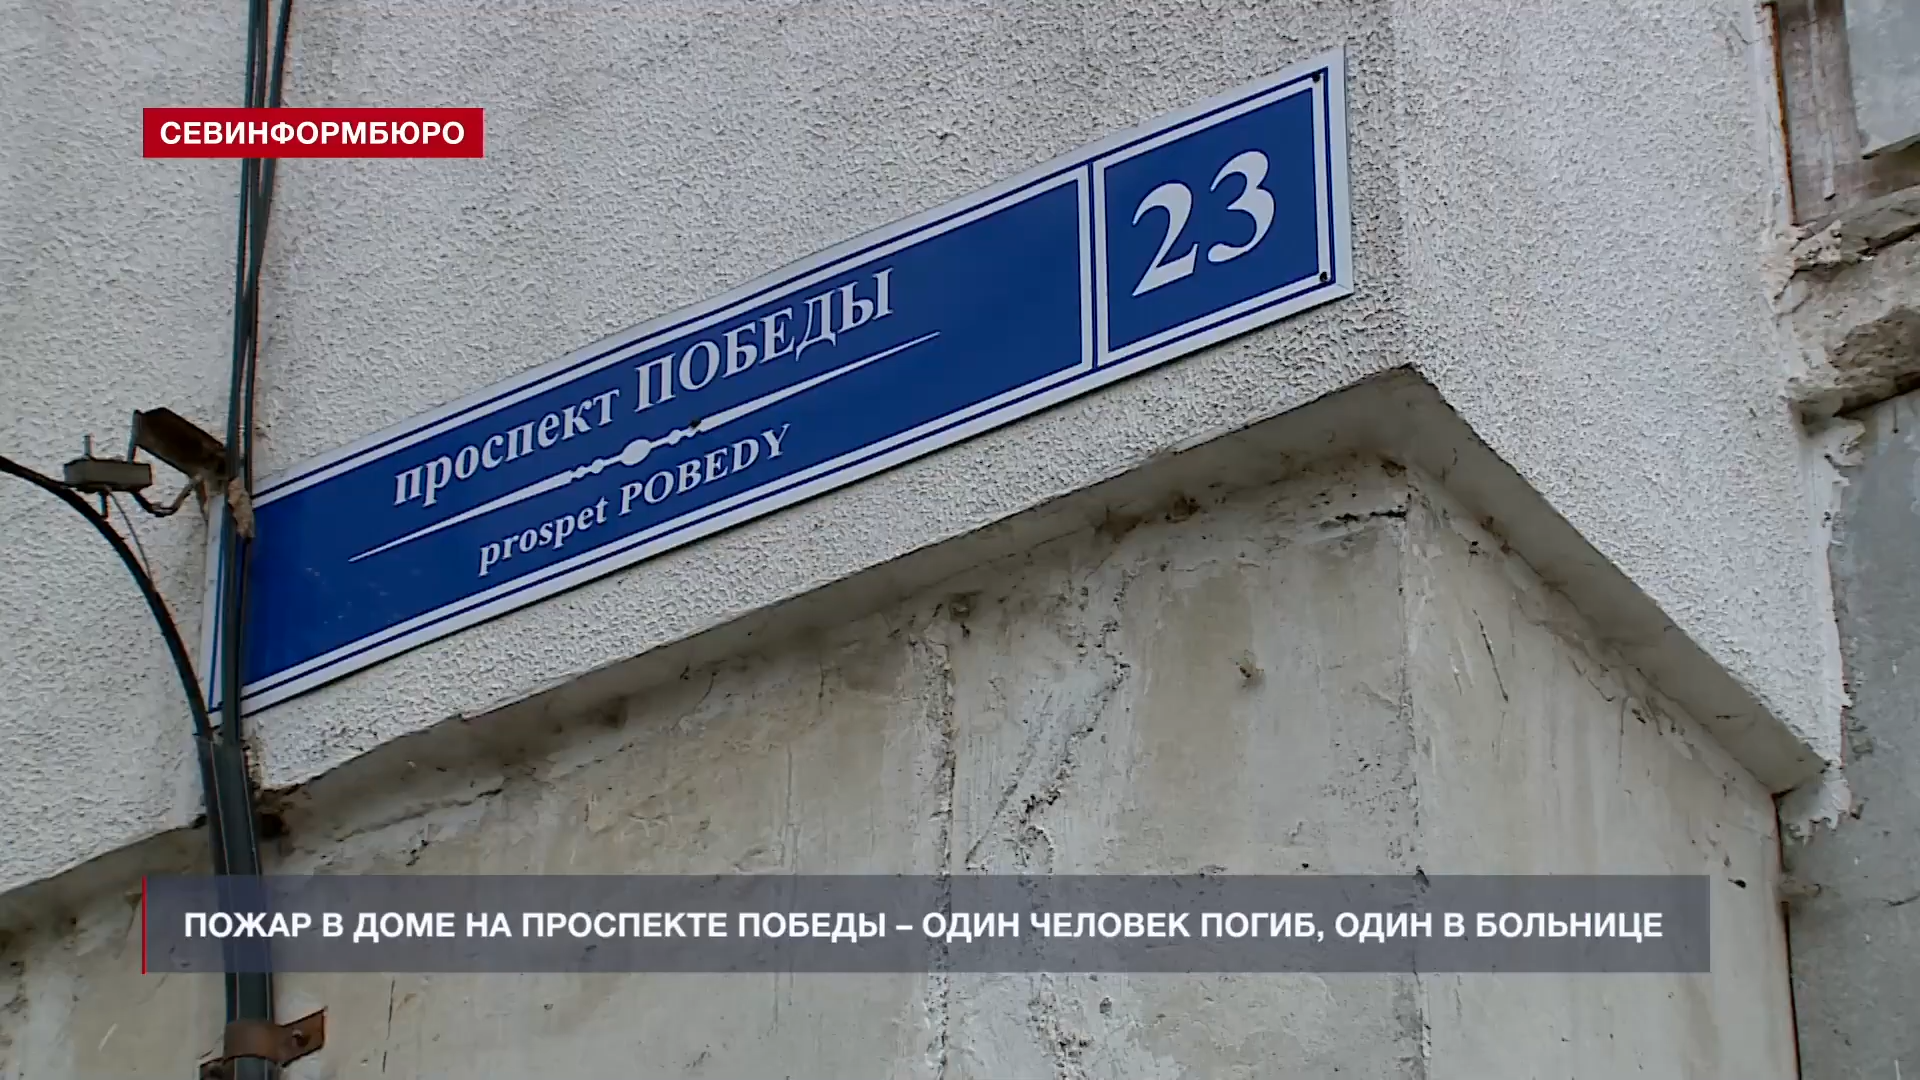 СЕВИНФОРМБЮРО
проспект ПОБЕДЫ
prospet POBEDY
23
ПОЖАР В ДОМЕ НА ПРОСПЕКТЕ ПОБЕДЫ – ОДИН ЧЕЛОВЕК ПОГИБ, ОДИН В БОЛЬНИЦЕ